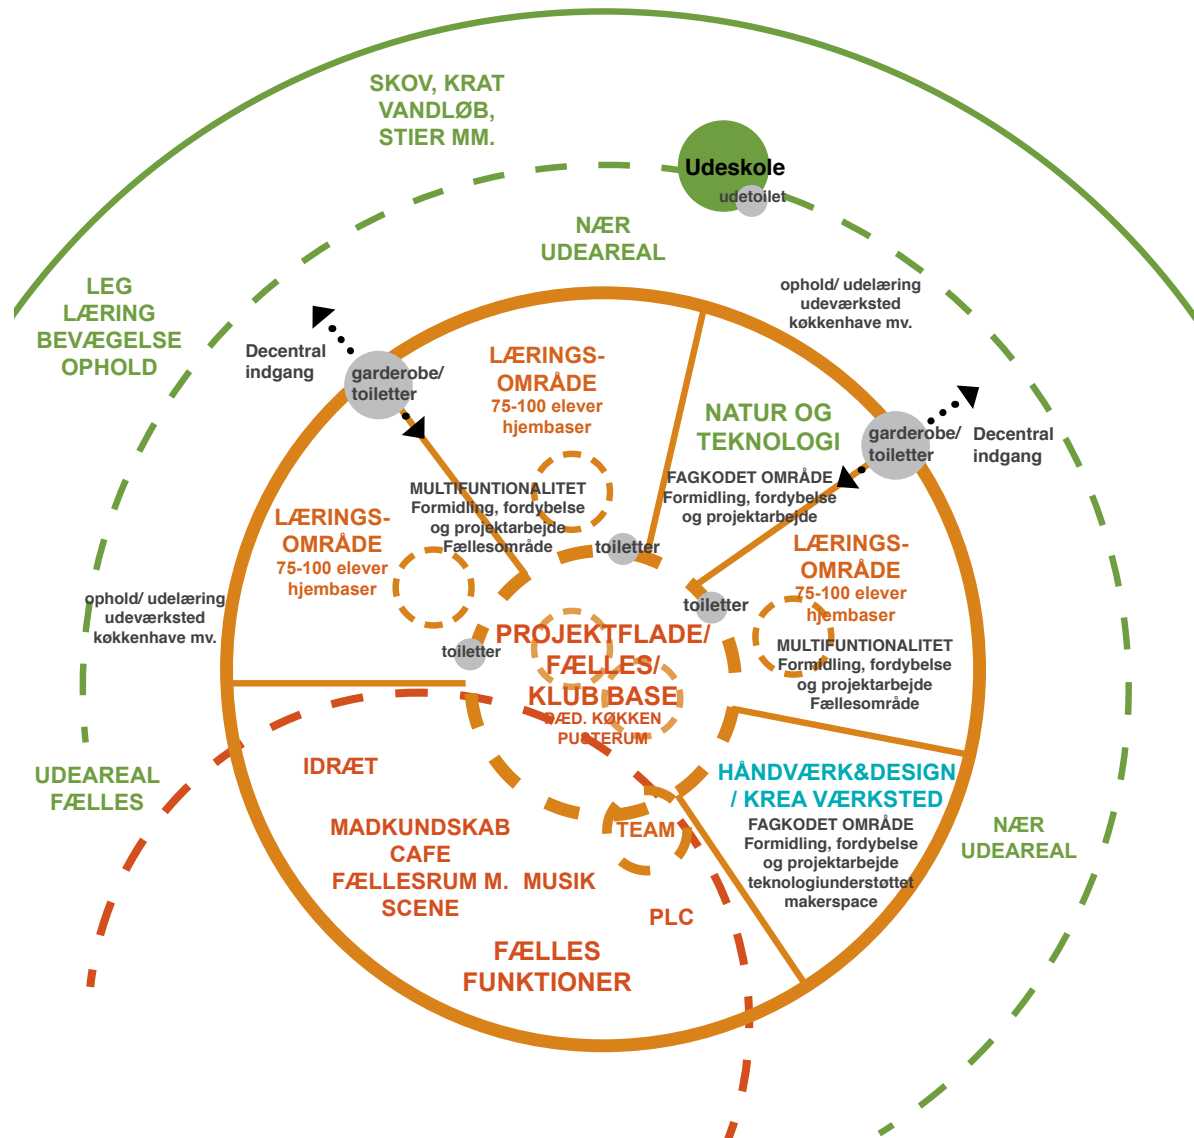 SKOV, KRAT
VANDLØB,
STIER MM.
Udeskole
udetoilet
NÆR
UDEAREAL
LEG
LÆRING
BEVÆGELSE
OPHOLD
ophold/ udelæring
udeværksted
køkkenhave mv.
Decentral
indgang
garderobe/
toiletter
LÆRINGS-
OMRÅDE
75-100 elever
hjembaser
NATUR OG
TEKNOLOGI
garderobe/
toiletter
Decentral
indgang
FAGKODET OMRÅDE
Formidling, fordybelse
og projektarbejde
MULTIFUNTIONALITET
Formidling, fordybelse
og projektarbejde
Fællesområde
LÆRINGS-
OMRÅDE
75-100 elever
hjembaser
toiletter
LÆRINGS-
OMRÅDE
75-100 elever
hjembaser
ophold/ udelæring
udeværksted
køkkenhave mv.
toiletter
toiletter
PROJEKTFLADE/
FÆLLES/
KLUB BASE
PÆD. KØKKEN
PUSTERUM
MULTIFUNTIONALITET
Formidling, fordybelse
og projektarbejde
Fællesområde
UDEAREAL
FÆLLES
IDRÆT
HÅNDVÆRK&DESIGN
/ KREA VÆRKSTED
FAGKODET OMRÅDE
Formidling, fordybelse
og projektarbejde
teknologiunderstøttet
makerspace
NÆR
UDEAREAL
TEAM
MADKUNDSKAB
CAFE
FÆLLESRUM M. MUSIK
SCENE
PLC
FÆLLES
FUNKTIONER